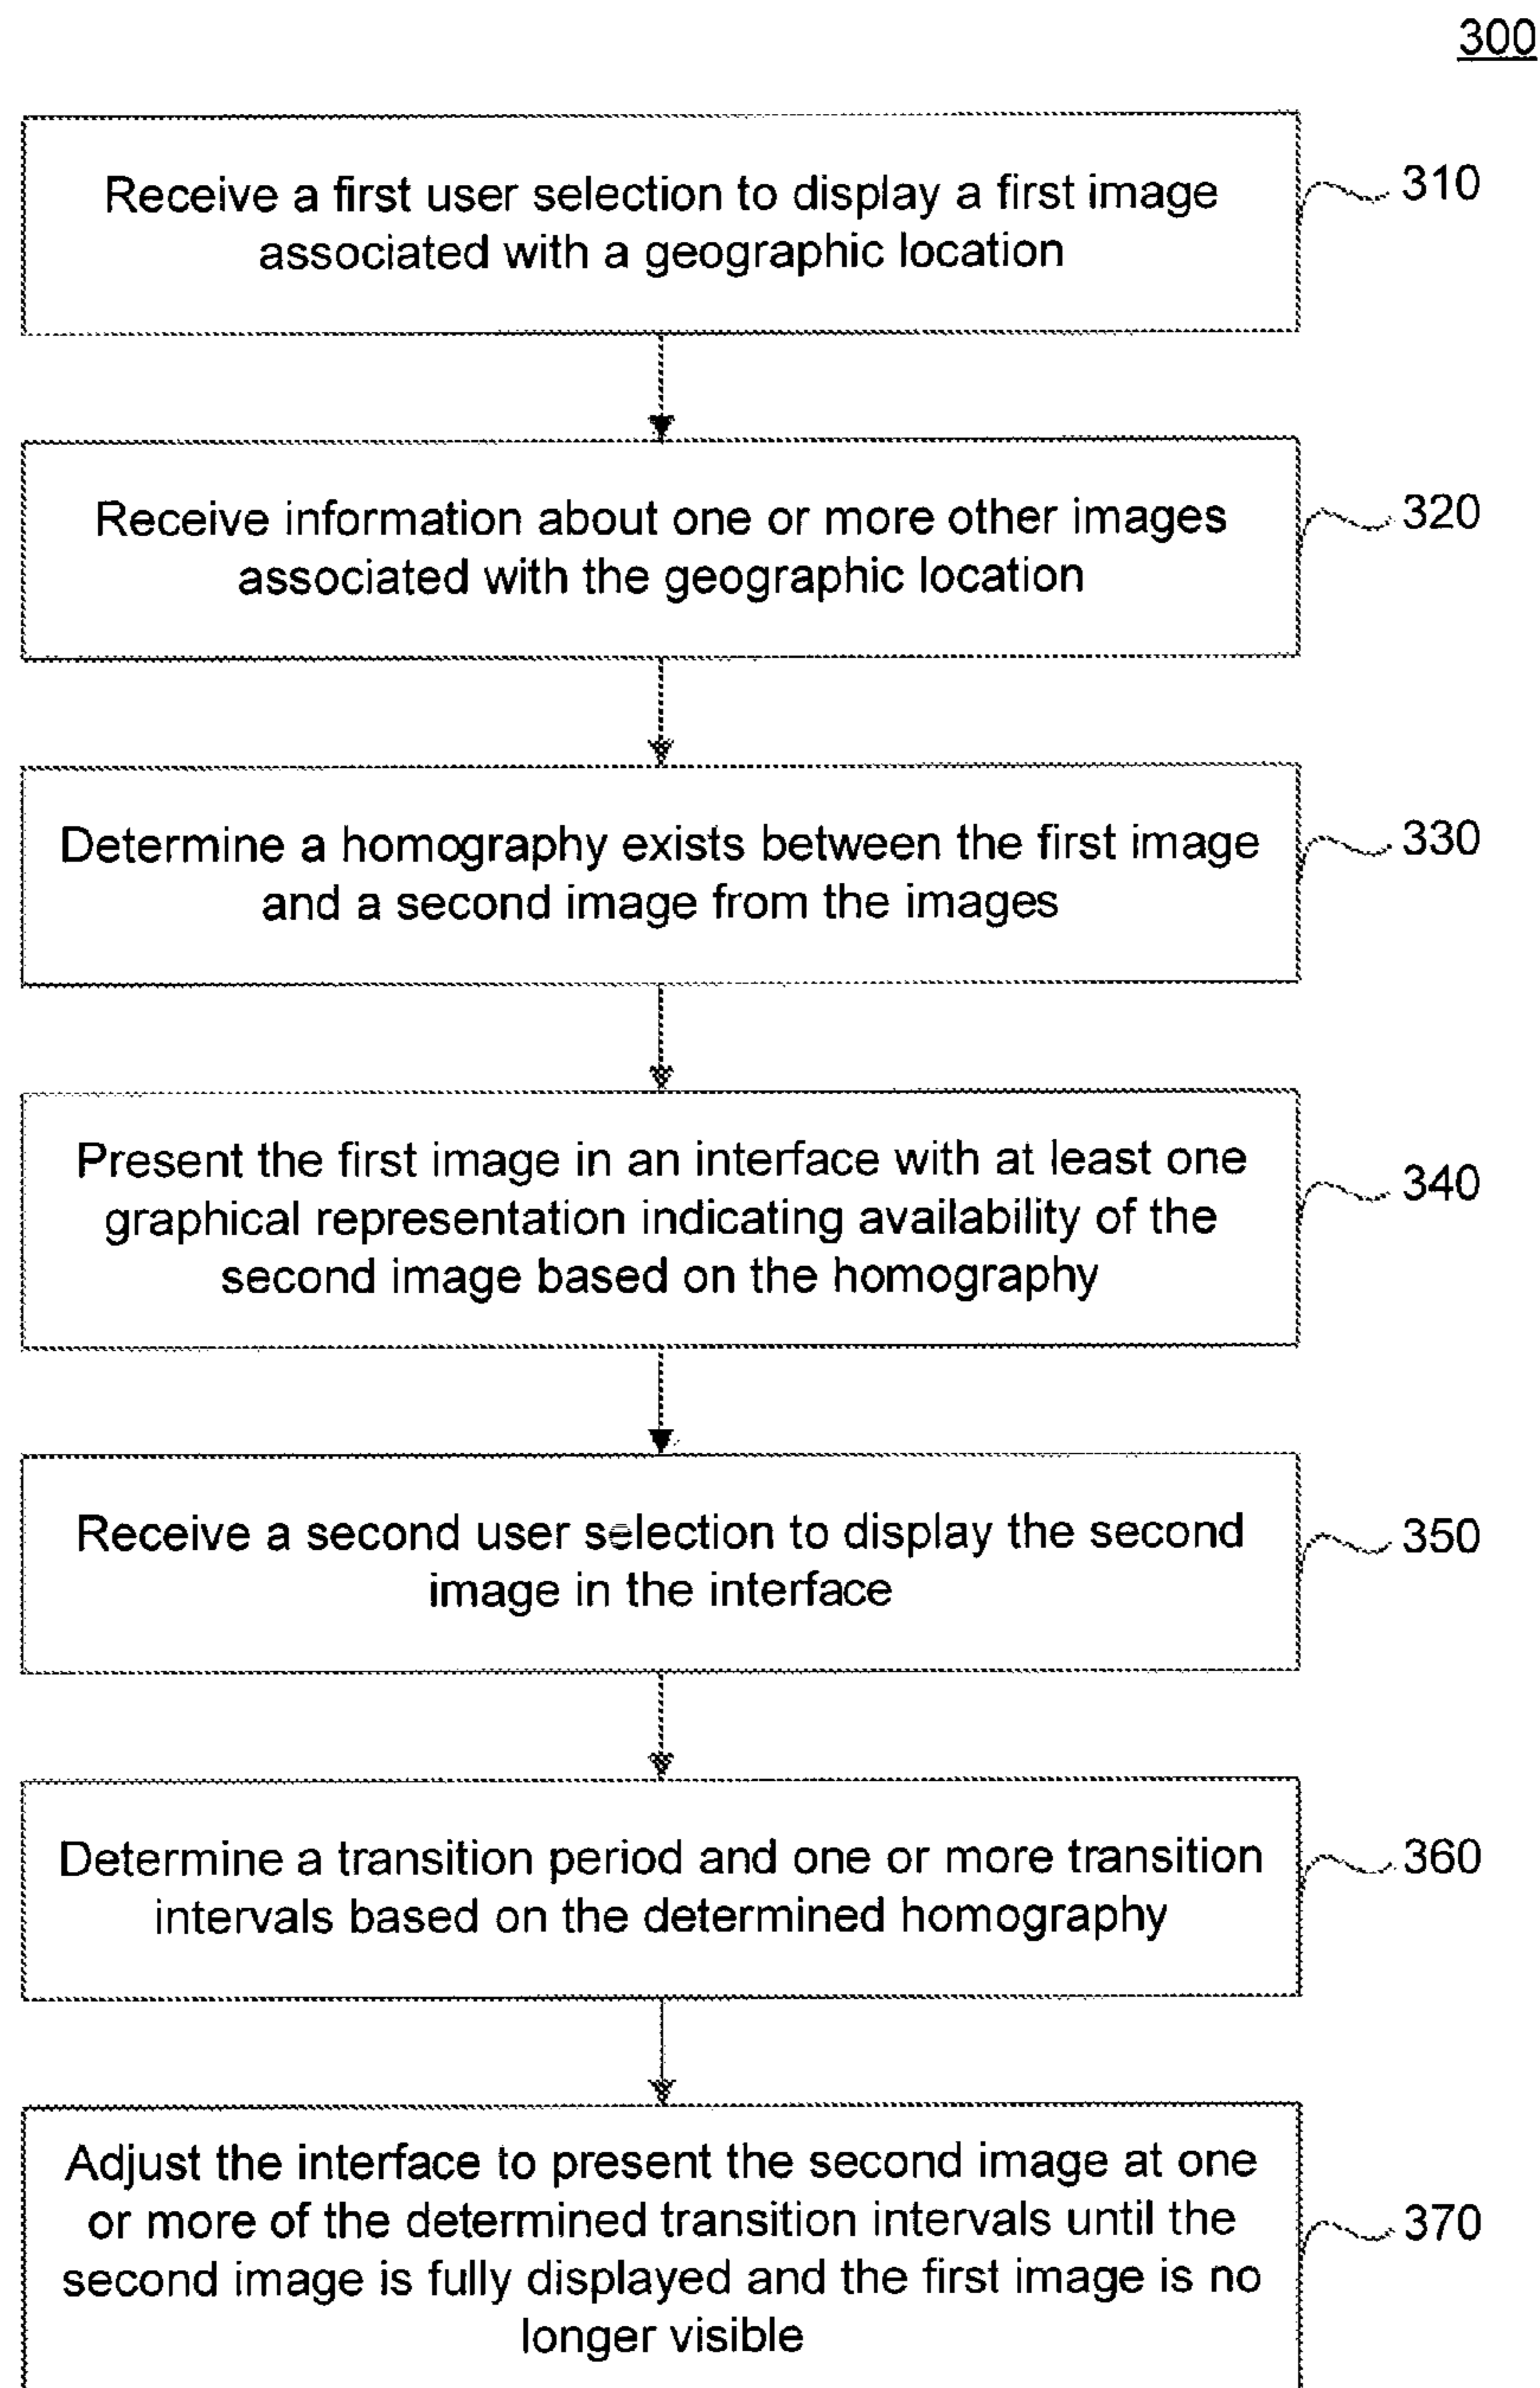 300
Receive a first user selection to display a first image
associated with a geographic location
310
Receive information about one or more other images
associated with the geographic location
320
Determine a homography exists between the first image
and a second image from the images
330
Present the first image in an interface with at least one
graphical representation indicating availability of the
second image based on the homography
340
Receive a second user selection to display the second
image in the interface
350
Determine a transition period and one or more transition
intervals based on the determined homography
360
Adjust the interface to present the second image at one
or more of the determined transition intervals until the
second image is fully displayed and the first image is no
longer visible
370